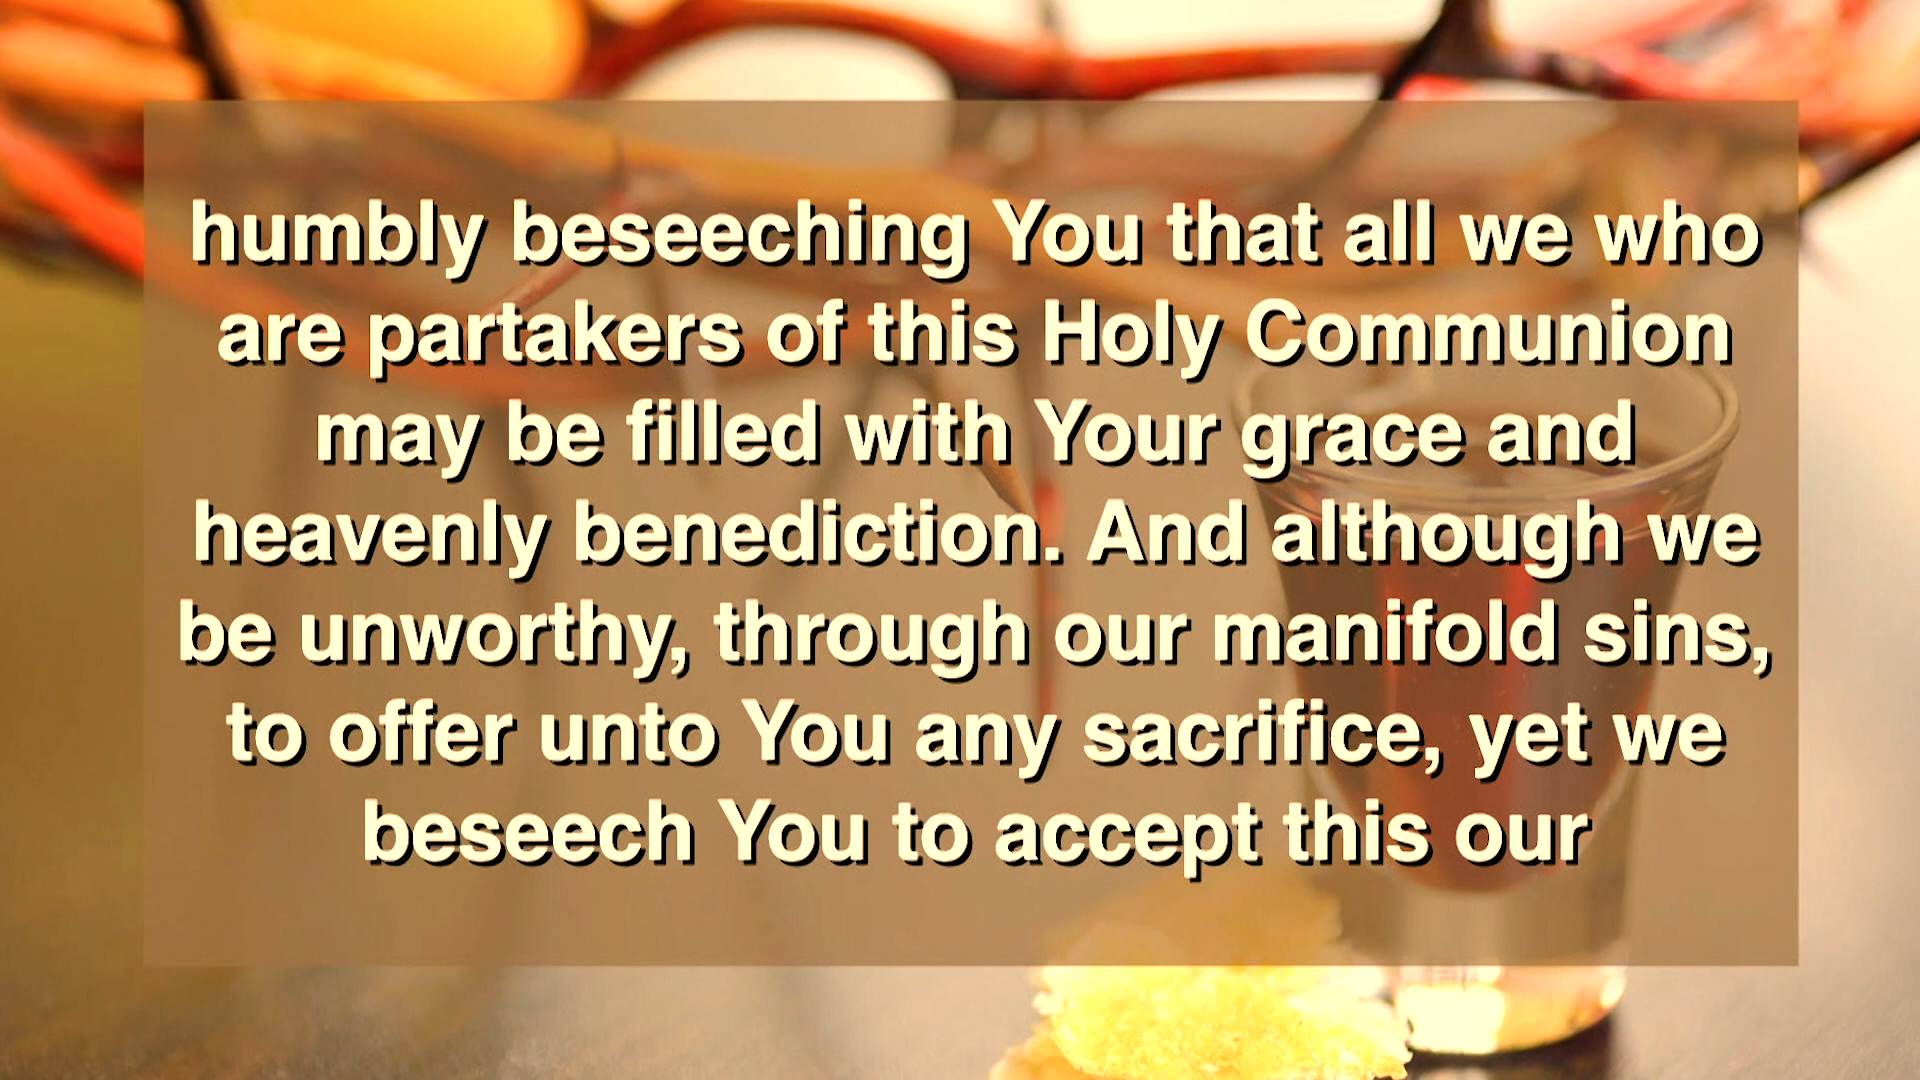 humbly beseeching You that all we who
are partakers of this Holy Communion
may be filled with Your grace and
heavenly benediction. And although we
be unworthy, through our manifold sins,
to offer unto You any sacrifice, yet we
beseech You to accept this our